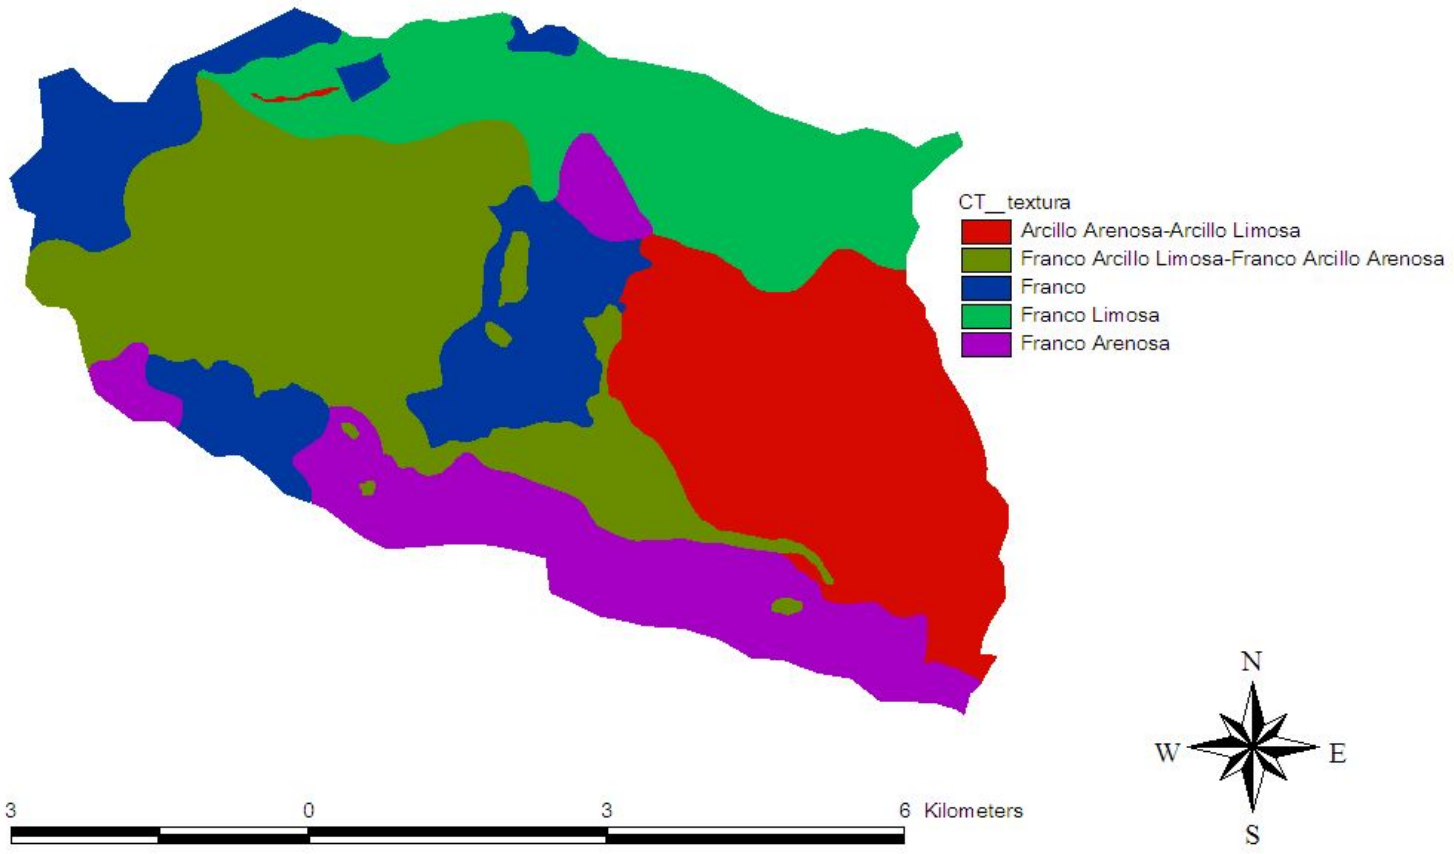 CT__textura
Arcillo Arenosa-Arcillo Limosa
Franco Arcillo Limosa-Franco Arcillo Arenosa
Franco
Franco Limosa
Franco Arenosa
N
W E
S
3 0 3 6 Kilometers